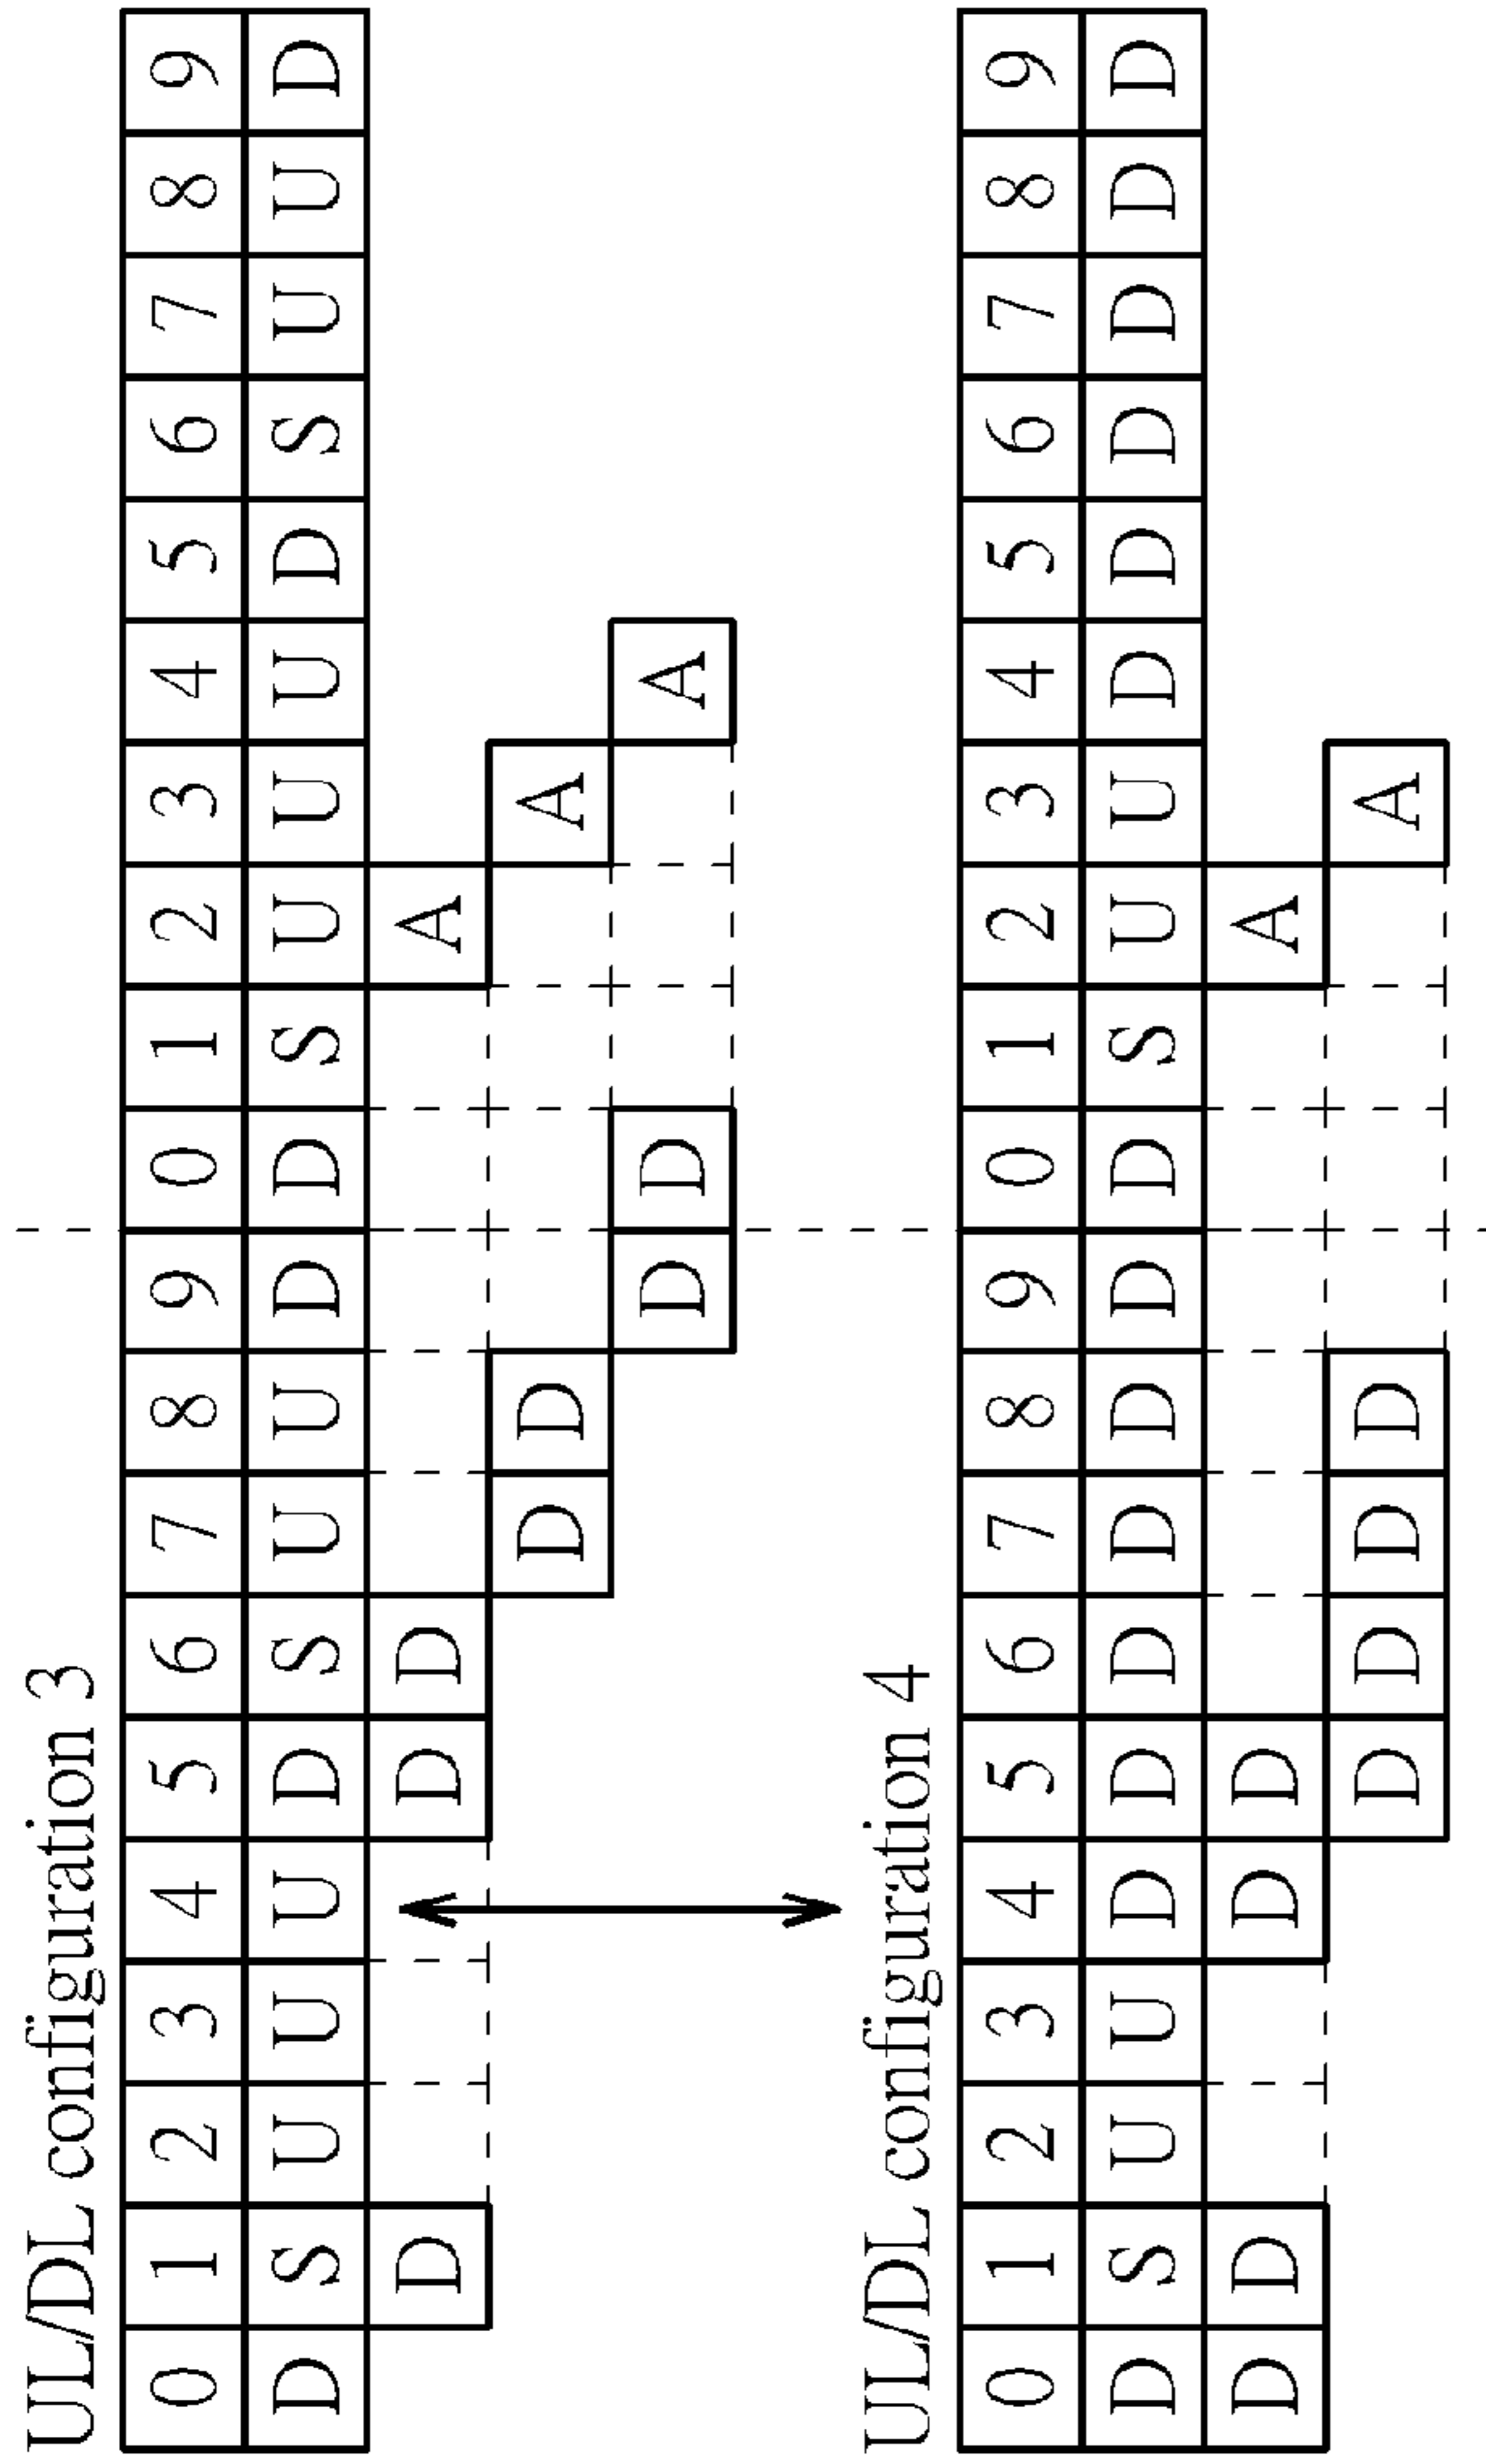 UL/DL configuration 3
0 1 2 3 4 5 6 7 8 9 0 1 2 3 4 5 6 7 8 9
D S U U U D S U U D D S U U U D S U U D
D D D A
D D A
D D A
UL/DL configuration 4
0 1 2 3 4 5 6 7 8 9 0 1 2 3 4 5 6 7 8 9
D S U U D D D D D D D S U U D D D D D D
D D D D A
D D D D A